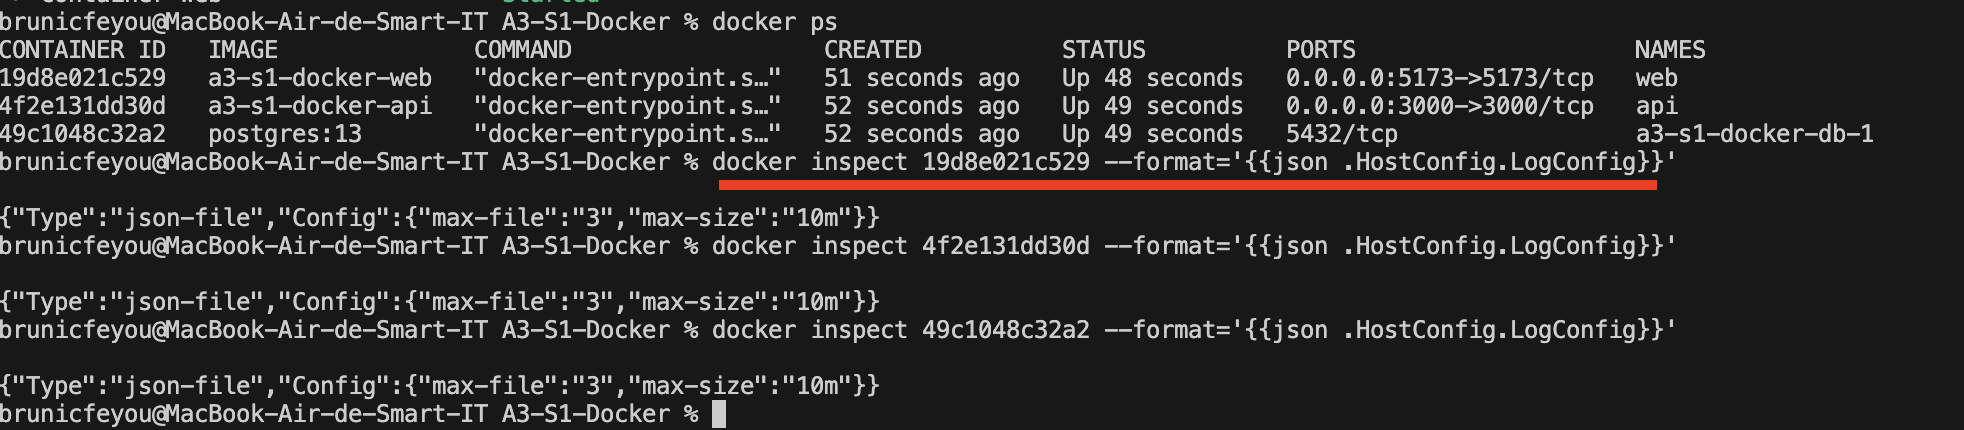 Container web Started
brunicfeyou@MacBook-Air-de-Smart-IT A3-S1-Docker % docker ps
CONTAINER ID IMAGE COMMAND CREATED STATUS PORTS NAMES
19d8e021c529 a3-s1-docker-web "docker-entrypoint.s…" 51 seconds ago Up 48 seconds 0.0.0.0:5173->5173/tcp web
4f2e131dd30d a3-s1-docker-api "docker-entrypoint.s…" 52 seconds ago Up 49 seconds 0.0.0.0:3000->3000/tcp api
49c1048c32a2 postgres:13 "docker-entrypoint.s…" 52 seconds ago Up 49 seconds 5432/tcp a3-s1-docker-db-1
brunicfeyou@MacBook-Air-de-Smart-IT A3-S1-Docker % docker inspect 19d8e021c529 --format='{{json .HostConfig.LogConfig}}'
{"Type":"json-file","Config":{"max-file":"3","max-size":"10m"}}
brunicfeyou@MacBook-Air-de-Smart-IT A3-S1-Docker % docker inspect 4f2e131dd30d --format='{{json .HostConfig.LogConfig}}'
{"Type":"json-file","Config":{"max-file":"3","max-size":"10m"}}
brunicfeyou@MacBook-Air-de-Smart-IT A3-S1-Docker % docker inspect 49c1048c32a2 --format='{{json .HostConfig.LogConfig}}'
{"Type":"json-file","Config":{"max-file":"3","max-size":"10m"}}
brunicfeyou@MacBook-Air-de-Smart-IT A3-S1-Docker %